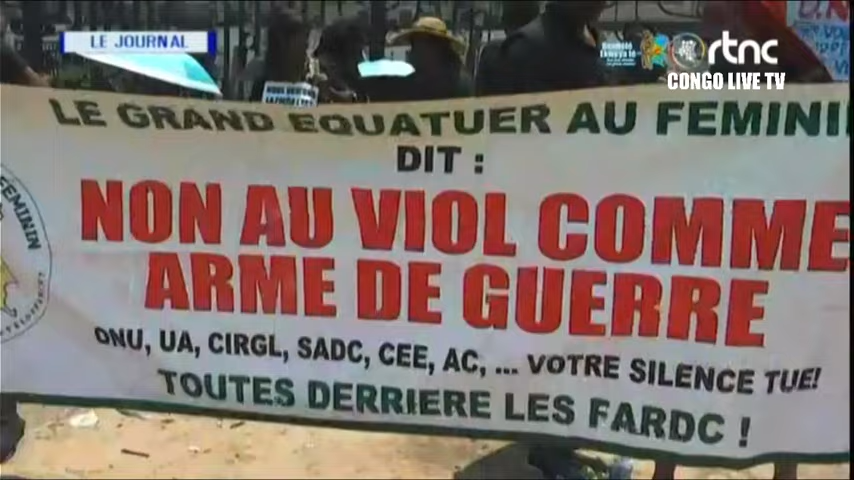 LE JOURNAL
rtnc
CONGO LIVE TV
LE GRAND EQUATUER AU FEMINI
DIT :
NON AU VIOL COMME
ARME DE GUERRE
ONU, UA, CIRGL, SADC, CEE, AC, ... VOTRE SILENCE TUE!
TOUTES DERRIERE LES FARDC !
FEMININ